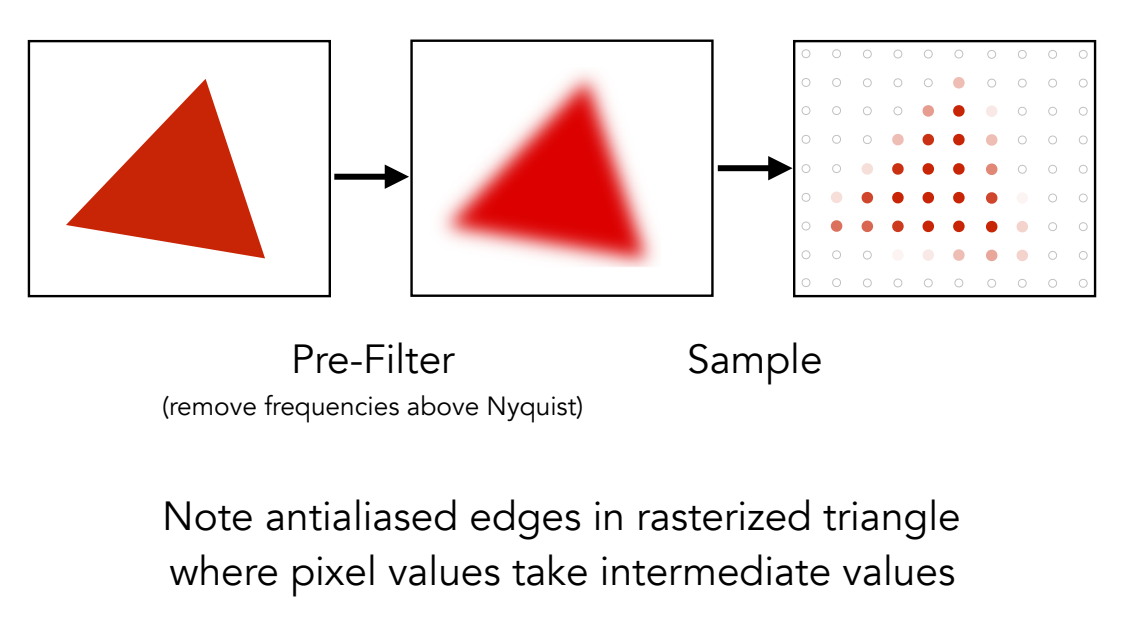 Pre-Filter
Sample
(remove frequencies above Nyquist)
Note antialiased edges in rasterized triangle
where pixel values take intermediate values